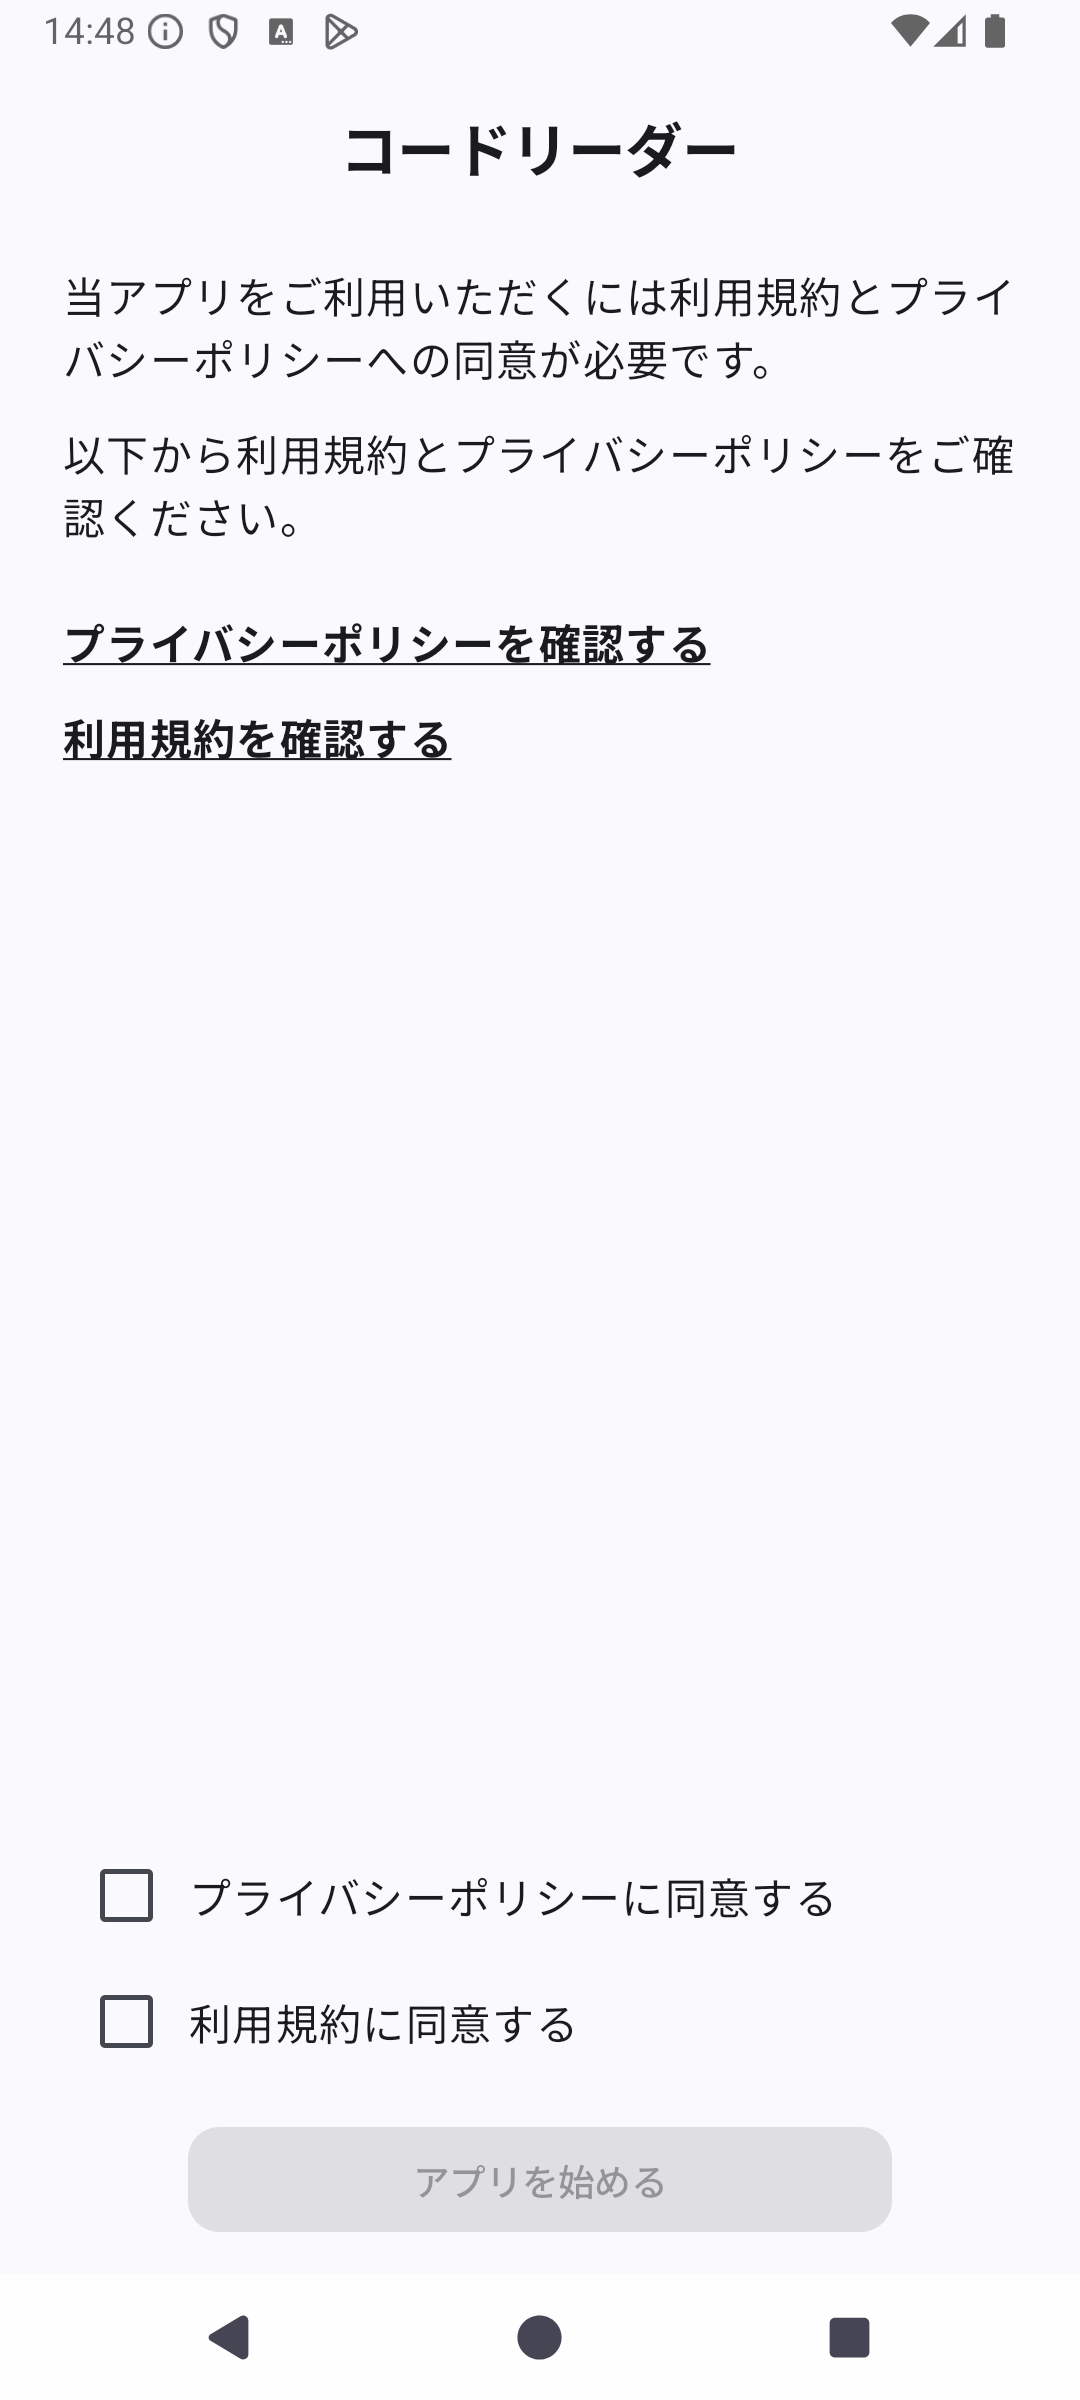 14:48
コードリーダー
当アプリをご利用いただくには利用規約とプライ
バシーポリシーへの同意が必要です。
以下から利用規約とプライバシーポリシーをご確
認ください。
プライバシーポリシーを確認する
利用規約を確認する
プライバシーポリシーに同意する
利用規約に同意する
アプリを始める